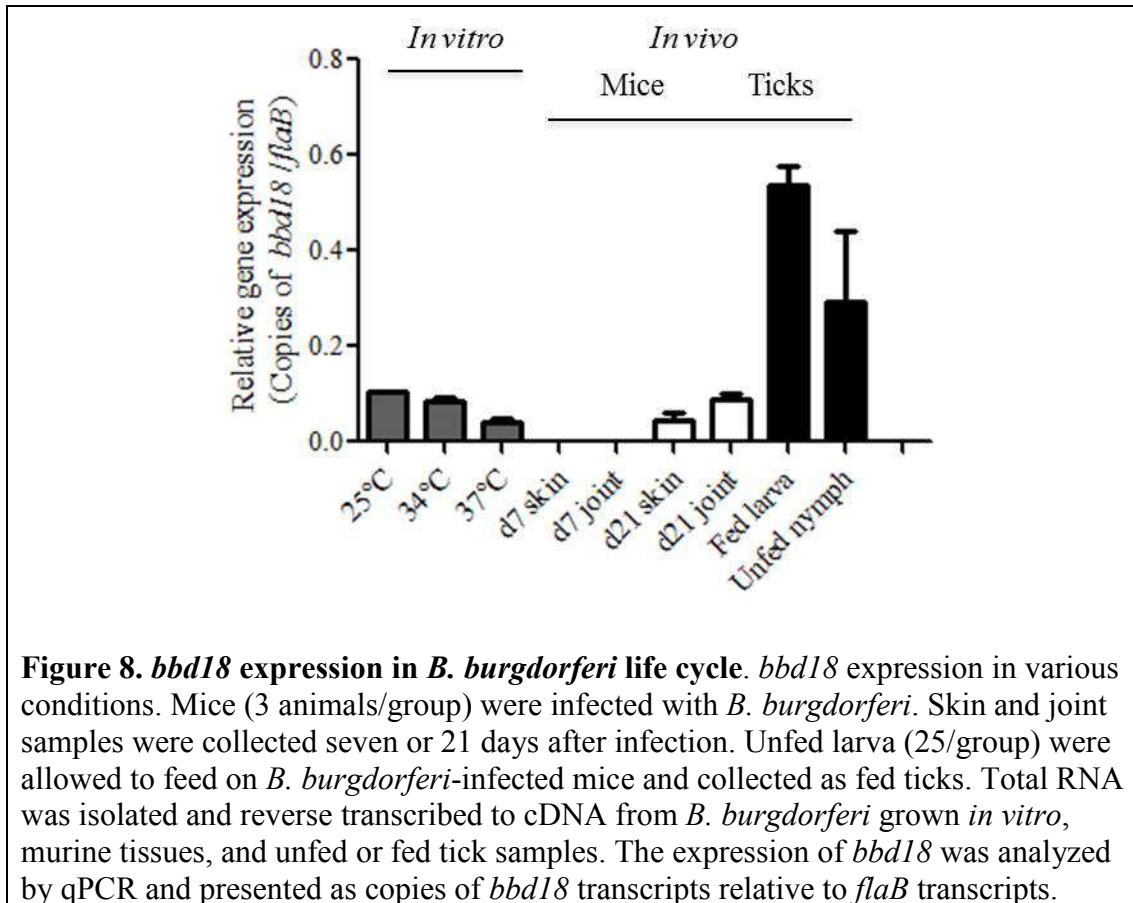 In vitro
In vivo
Mice
Ticks
Relative gene expression
(Copies of bbd18 /flaB)
0.8
0.6
0.4
0.2
0.0
25°C
34°C
37°C
d7 skin
d7 joint
d21 skin
d21 joint
Fed larva
Unfed nymph
Figure 8. bbd18 expression in B. burgdorferi life cycle. bbd18 expression in various
conditions. Mice (3 animals/group) were infected with B. burgdorferi. Skin and joint
samples were collected seven or 21 days after infection. Unfed larva (25/group) were
allowed to feed on B. burgdorferi-infected mice and collected as fed ticks. Total RNA
was isolated and reverse transcribed to cDNA from B. burgdorferi grown in vitro,
murine tissues, and unfed or fed tick samples. The expression of bbd18 was analyzed
by qPCR and presented as copies of bbd18 transcripts relative to flaB transcripts.